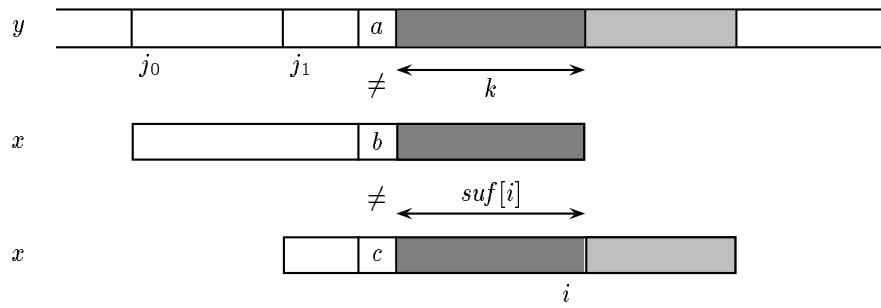 y a
j₀ j₁
≠ k
x b
≠ suf[i]
x c
i